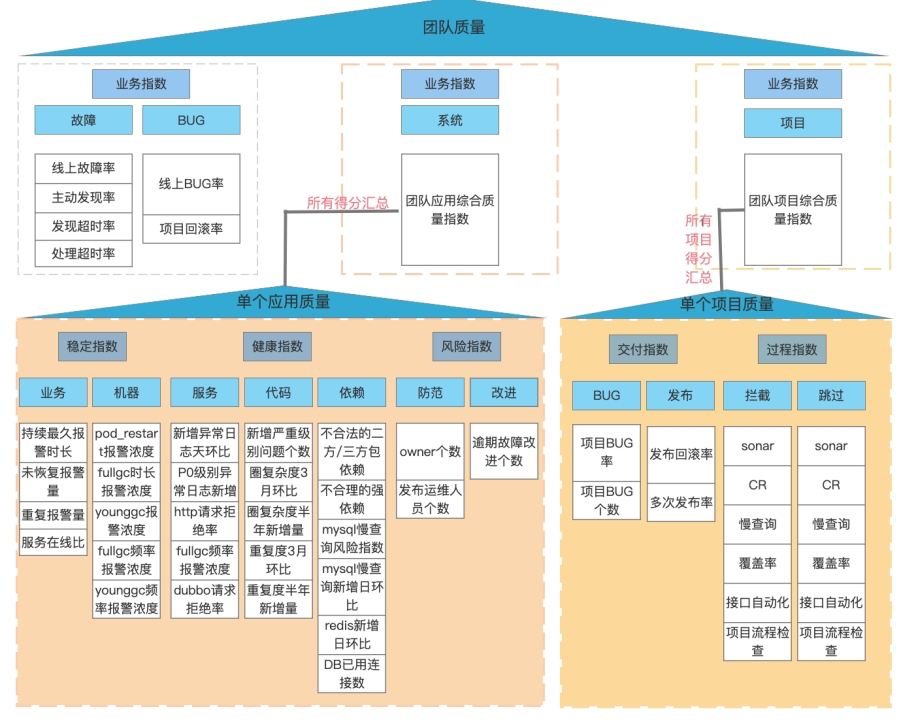 团队质量
业务指数
故障
BUG
线上故障率
主动发现率
发现超时率
处理超时率
线上BUG率
项目回滚率
业务指数
系统
团队应用综合质
量指数
所有得分汇总
业务指数
项目
团队项目综合质
量指数
所有
项目
得分
汇总
单个应用质量
稳定指数
业务
持续最久报
警时长
未恢复报警
量
重复报警量
服务在线比
机器
pod_restar
t报警浓度
fullgc时长
报警浓度
younggc报
警浓度
fullgc频率
报警浓度
younggc频
率报警浓度
健康指数
服务
新增异常日
志天环比
P0级别异
常日志新增
http请求拒
绝率
fullgc频率
报警浓度
dubbo请求
拒绝率
代码
新增严重级
别问题个数
圈复杂度3
月环比
圈复杂度半
年新增量
重复度3月
环比
重复度半年
新增量
依赖
不合法的二
方/三方包
依赖
不合理的强
依赖
mysql慢查
询风险指数
mysql慢查
询新增日环
比
redis新增
日环比
DB已用连
接数
风险指数
防范
owner个数
发布运维人
员个数
改进
逾期故障改
进个数
单个项目质量
交付指数
BUG
项目BUG
率
项目BUG
个数
发布
发布回滚率
多次发布率
过程指数
拦截
sonar
CR
慢查询
覆盖率
接口自动化
项目流程检
查
跳过
sonar
CR
慢查询
覆盖率
接口自动化
项目流程检
查